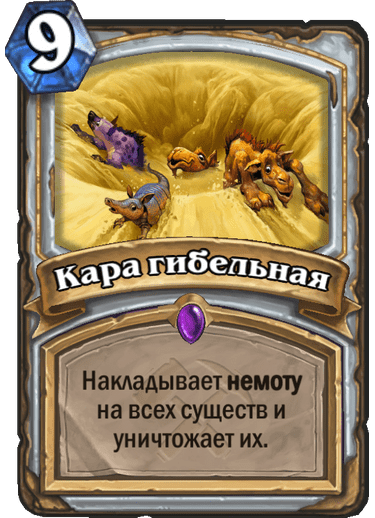 9
Кара гибельная
Накладывает немоту
на всех существ и
уничтожает их.